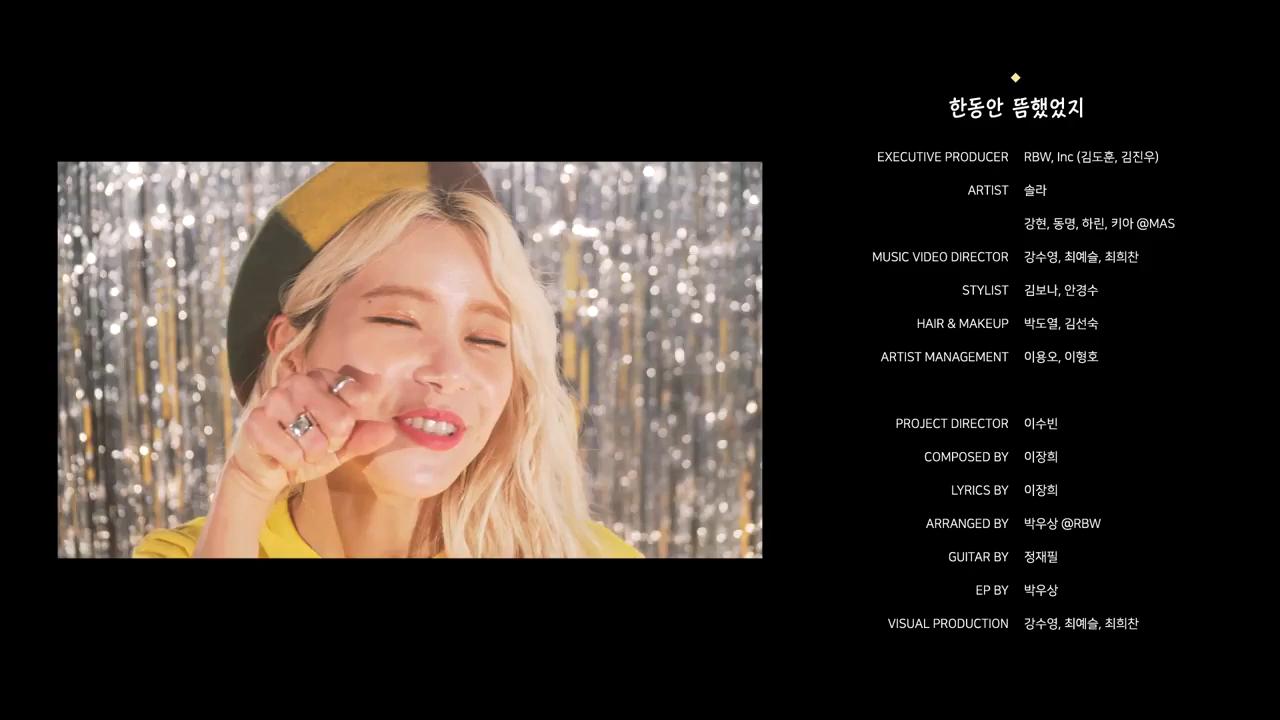 한동안 뜸했었지
EXECUTIVE PRODUCER RBW, Inc (김도훈, 김진우)
ARTIST 솔라
강현, 동명, 하린, 키아 @MAS
MUSIC VIDEO DIRECTOR 강수영, 최예슬, 최희찬
STYLIST 김보나, 안경수
HAIR & MAKEUP 박도열, 김선숙
ARTIST MANAGEMENT 이용오, 이형호
PROJECT DIRECTOR 이수빈
COMPOSED BY 이장희
LYRICS BY 이장희
ARRANGED BY 박우상 @RBW
GUITAR BY 정재필
EP BY 박우상
VISUAL PRODUCTION 강수영, 최예슬, 최희찬